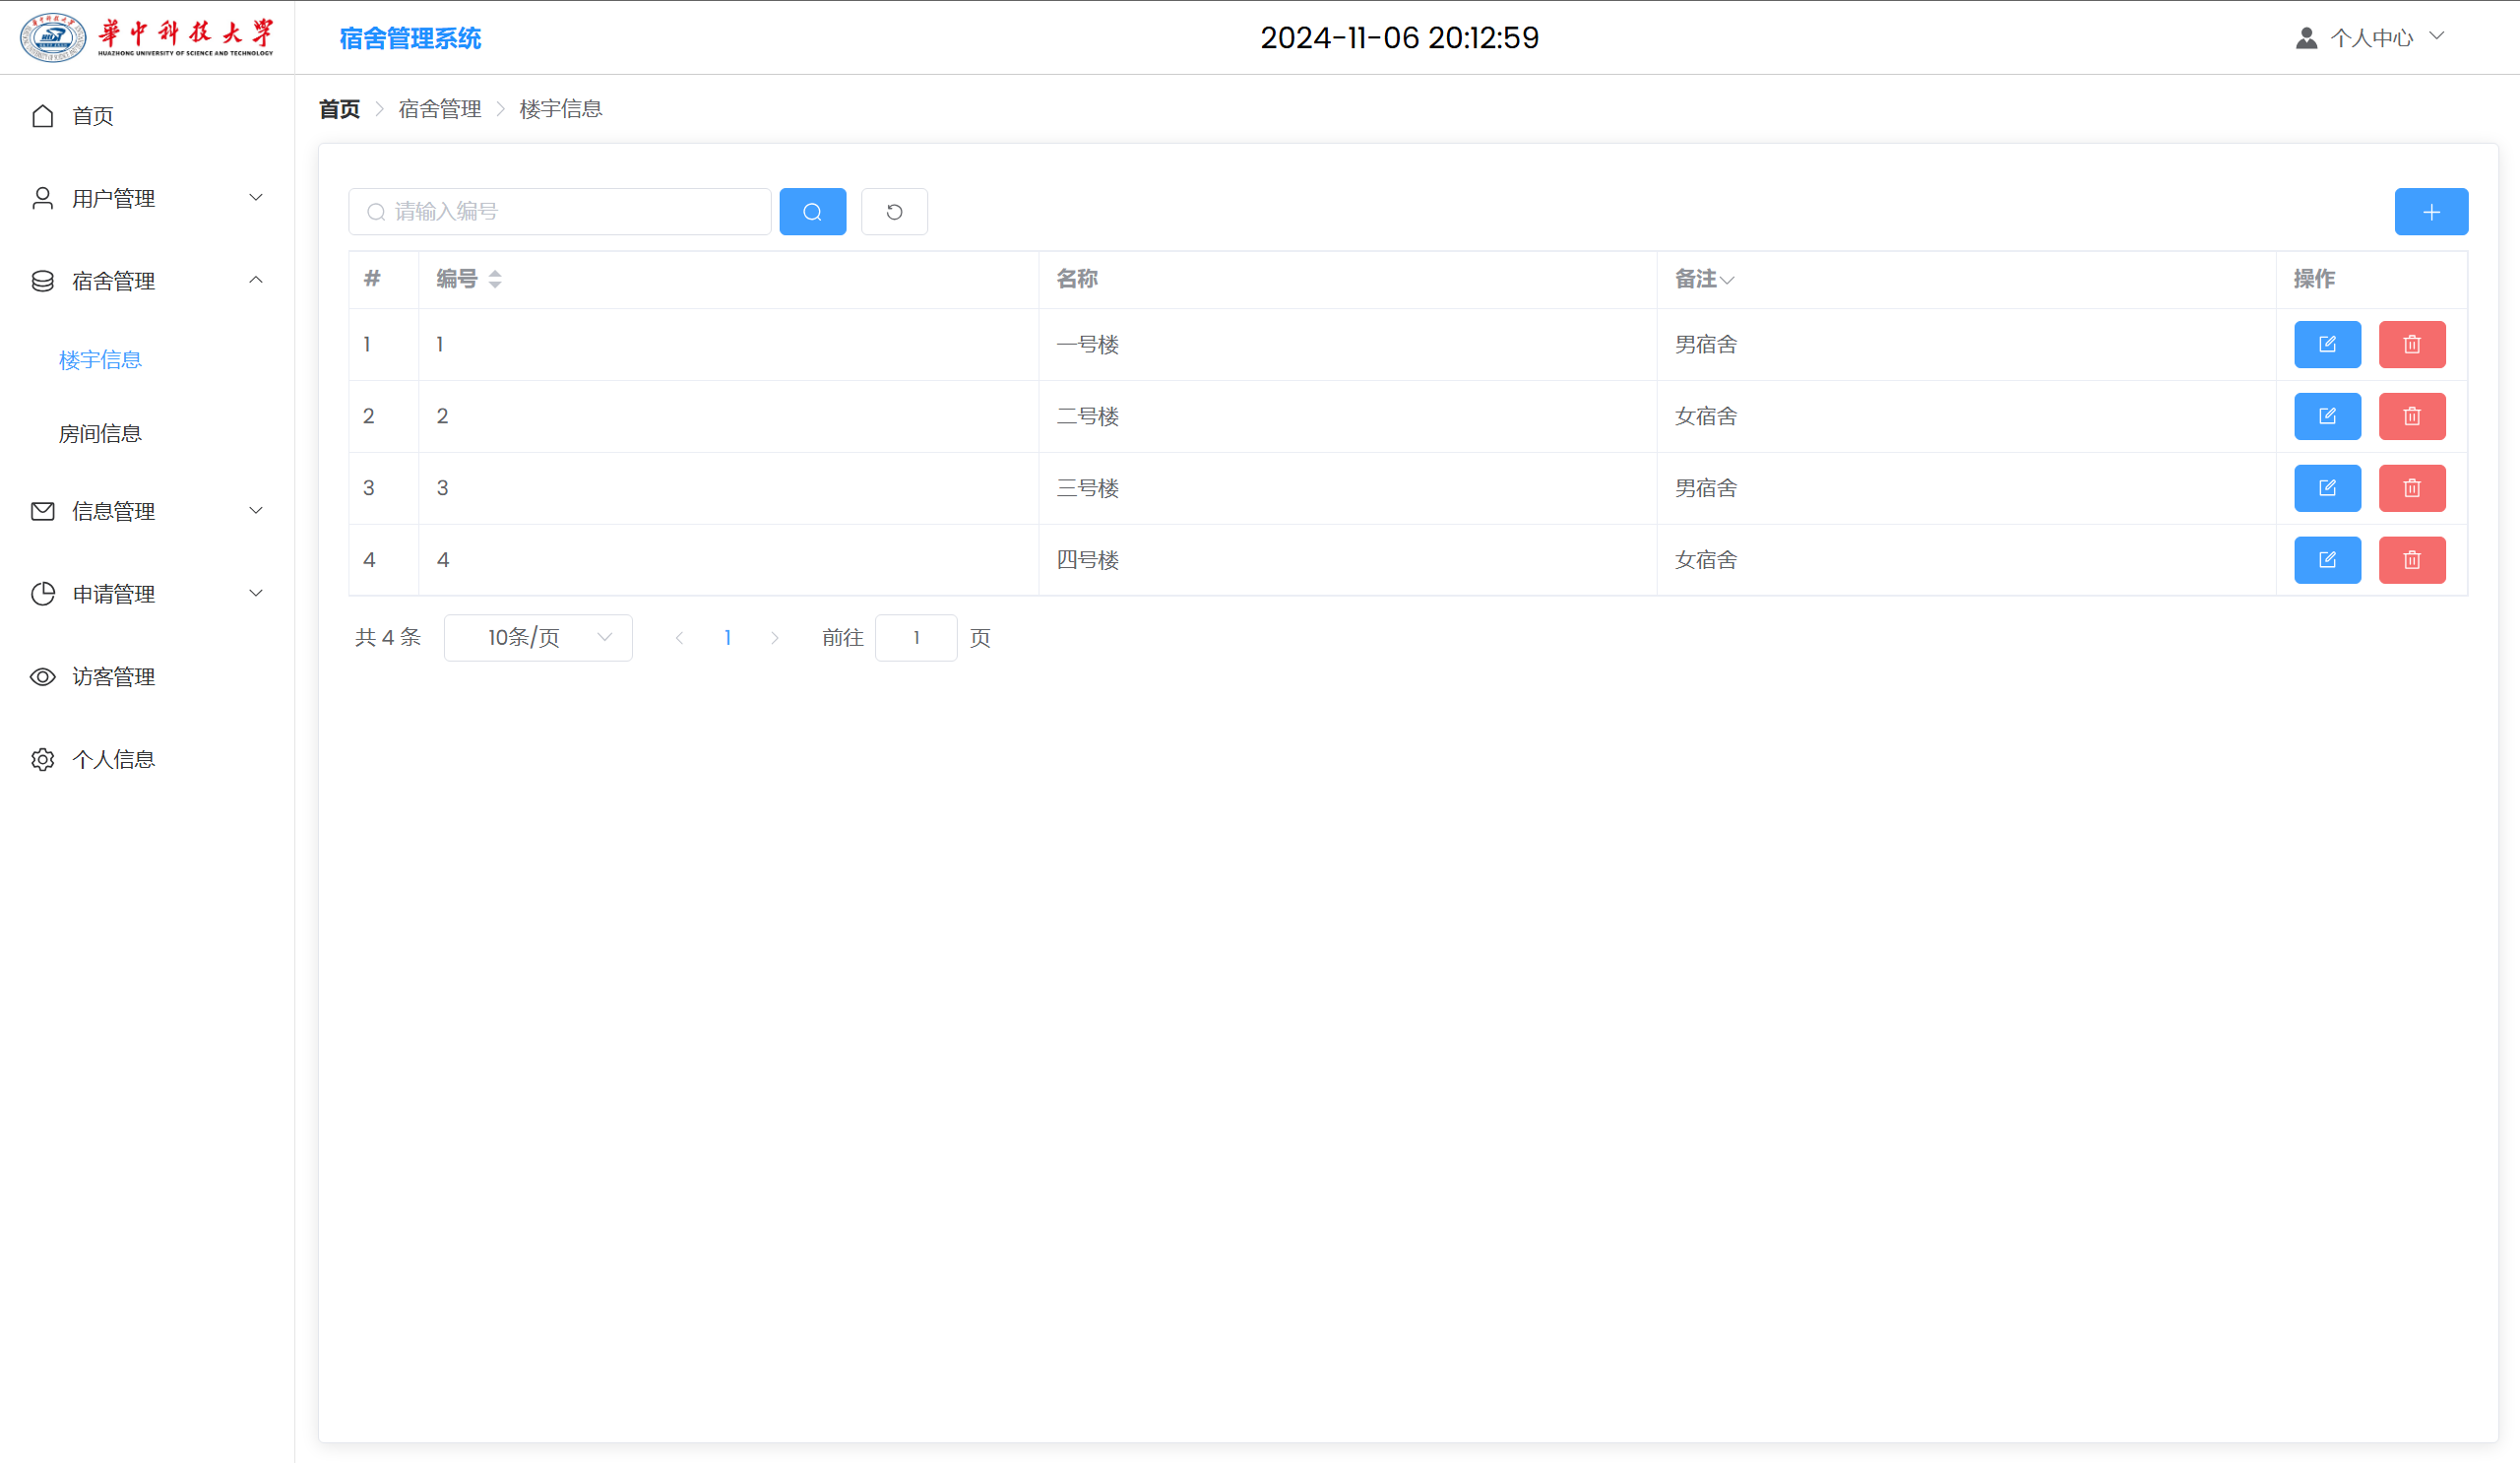 華中科技大学
HUAZHONG UNIVERSITY OF SCIENCE AND TECHNOLOGY
宿舍管理系统
2024-11-06 20:12:59
个人中心
首页
用户管理
宿舍管理
楼宇信息
房间信息
信息管理
申请管理
访客管理
个人信息
首页 宿舍管理 楼宇信息
请输入编号
# 编号 名称 备注 操作
1 1 一号楼 男宿舍
2 2 二号楼 女宿舍
3 3 三号楼 男宿舍
4 4 四号楼 女宿舍
共 4 条 10条/页 1 前往 1 页